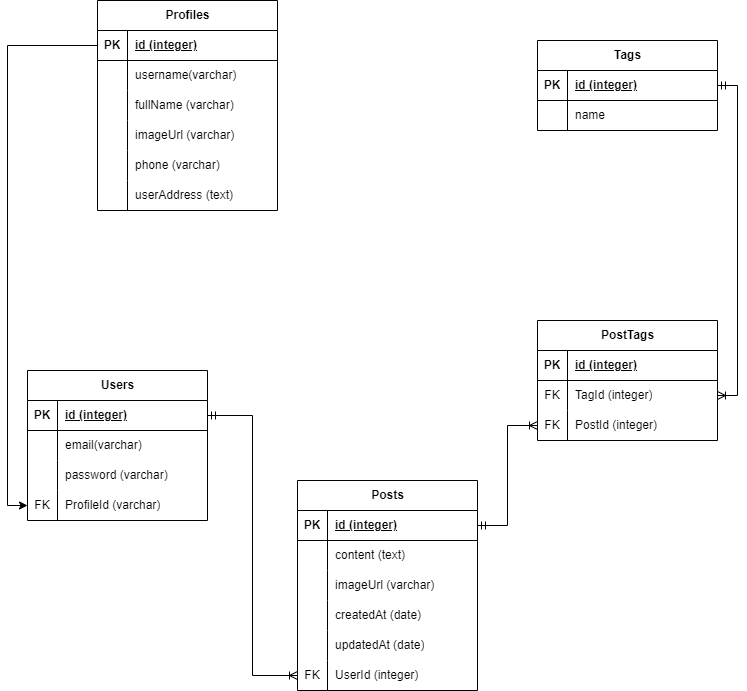 Profiles
PK id (integer)
username(varchar)
fullName (varchar)
imageUrl (varchar)
phone (varchar)
userAddress (text)
Tags
PK id (integer)
name
PostTags
PK id (integer)
FK TagId (integer)
FK PostId (integer)
Users
PK id (integer)
email(varchar)
password (varchar)
FK ProfileId (varchar)
Posts
PK id (integer)
content (text)
imageUrl (varchar)
createdAt (date)
updatedAt (date)
FK UserId (integer)